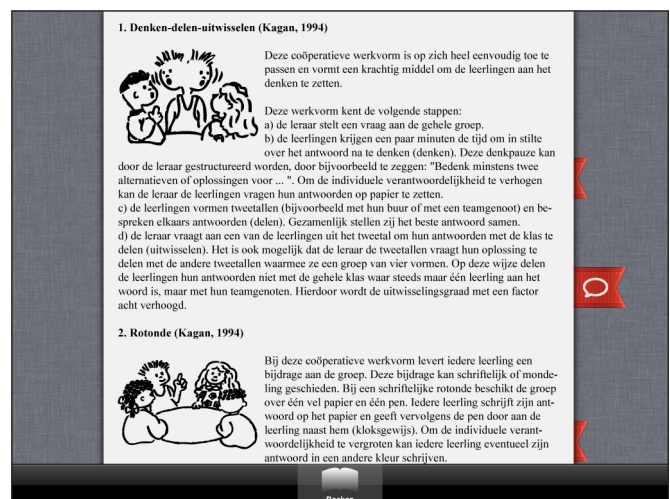 1. Denken-delen-uitwisselen (Kagan, 1994)
Deze coöperatieve werkvorm is op zich heel eenvoudig toe te
passen en vormt een krachtig middel om de leerlingen aan het
denken te zetten.
Deze werkvorm kent de volgende stappen:
a) de leraar stelt een vraag aan de gehele groep.
b) de leerlingen krijgen een paar minuten de tijd om in stilte
over het antwoord na te denken (denken). Deze denkpauze kan
door de leraar gestructureerd worden, door bijvoorbeeld te zeggen: "Bedenk minstens twee
alternatieven of oplossingen voor ... ". Om de individuele verantwoordelijkheid te verhogen
kan de leraar de leerlingen vragen hun antwoorden op papier te zetten.
c) de leerlingen vormen tweetallen (bijvoorbeeld met hun buur of met een teamgenoot) en be-
spreken elkaars antwoorden (delen). Gezamenlijk stellen zij het beste antwoord samen.
d) de leraar vraagt aan een van de leerlingen uit het tweetal om hun antwoorden met de klas te
delen (uitwisselen). Het is ook mogelijk dat de leraar de tweetallen vraagt hun oplossing te
delen met de andere tweetallen waarmee ze een groep van vier vormen. Op deze wijze delen
de leerlingen hun antwoorden niet met de gehele klas waar steeds maar één leerling aan het
woord is, maar met hun teamgenoten. Hierdoor wordt de uitwisselingsgraad met een factor
acht verhoogd.
2. Rotonde (Kagan, 1994)
Bij deze coöperatieve werkvorm levert iedere leerling een
bijdrage aan de groep. Deze bijdrage kan schriftelijk of monde-
ling geschieden. Bij een schriftelijke rotonde beschikt de groep
over één vel papier en één pen. Iedere leerling schrijft zijn ant-
woord op het papier en geeft vervolgens de pen door aan de
leerling naast hem (kloksgewijs). Om de individuele verant-
woordelijkheid te vergroten kan iedere leerling eventueel zijn
antwoord in een andere kleur schrijven.
Boeken